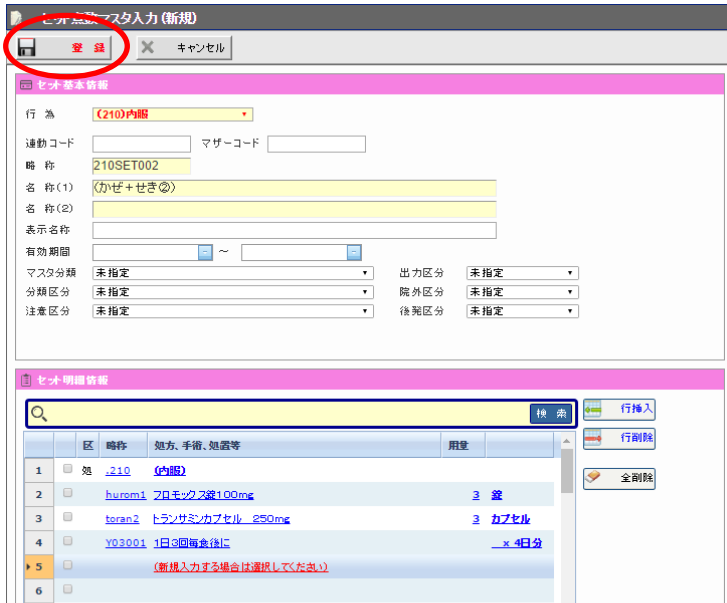 セット点数マスタ入力(新規)
登 録 キャンセル
セット基本情報
行 為 (210)内服
連動コード マザーコード
略 称 210SET002
名 称(1) (かぜ+せき②)
名 称(2)
表示名称
有効期間 ～
マスタ分類 未指定 出力区分 未指定
分類区分 未指定 院外区分 未指定
注意区分 未指定 後発区分 未指定
セット明細情報
検 索 行挿入
行削除
区 略称 処方、手術、処置等 用量
1 処 .210 (内服) 全削除
2 hurom1 フロモックス錠100mg 3 錠
3 toran2 トランサミンカプセル 250mg 3 カプセル
4 Y03001 1日3回毎食後に x 4日分
5 (新規入力する場合は選択してください)
6